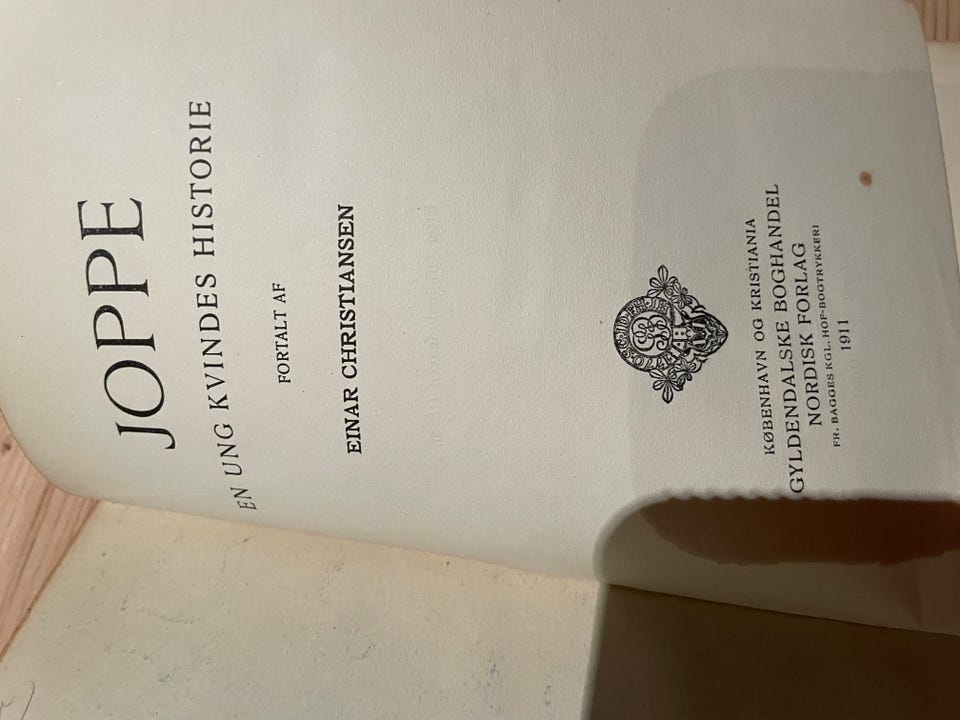 JOPPE
EN UNG KVINDES HISTORIE
FORTALT AF
EINAR CHRISTIANSEN
KØBENHAVN OG KRISTIANIA
GYLDENDALSKE BOGHANDEL
NORDISK FORLAG
FR. BAGGES KGL. HOF-BOGTRYKKERI
1911